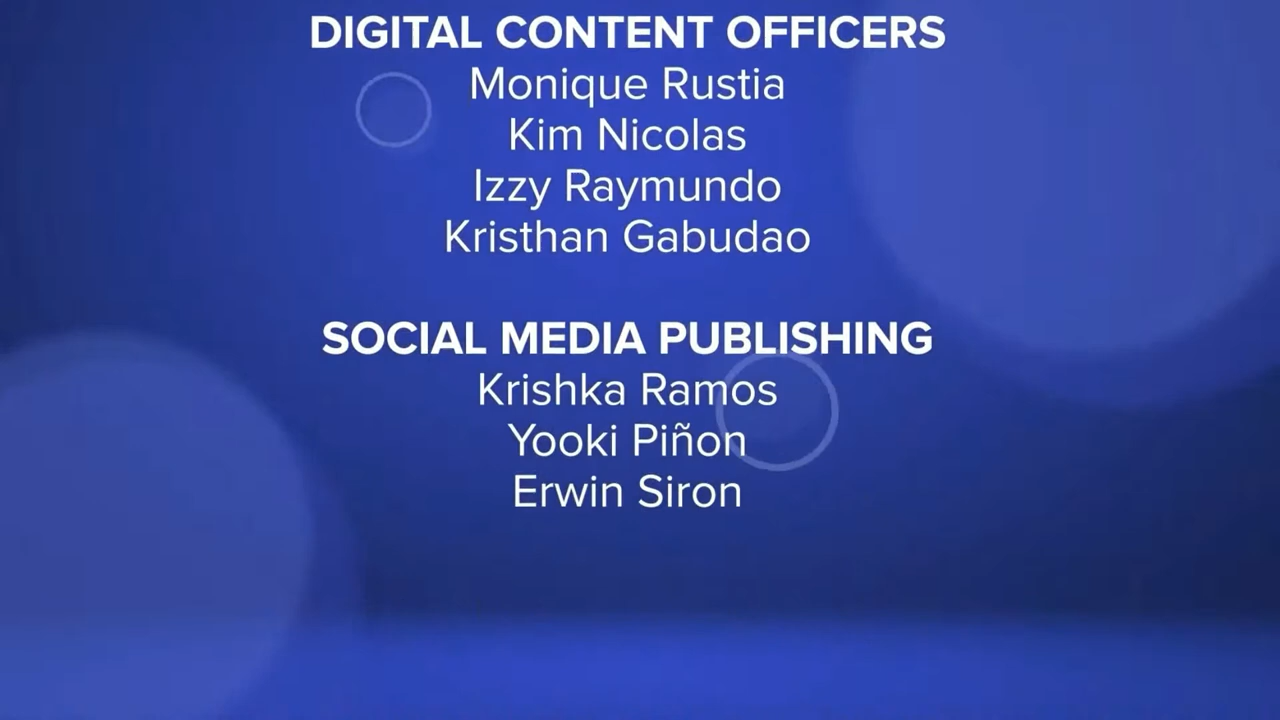 DIGITAL CONTENT OFFICERS
Monique Rustia
Kim Nicolas
Izzy Raymundo
Kristhan Gabudao
SOCIAL MEDIA PUBLISHING
Krishka Ramos
Yooki Piñon
Erwin Siron